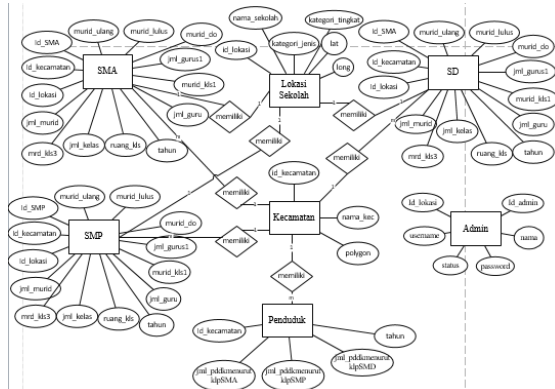 nama_sekolah
kategori_tingkat
Id_SMA
murid_ulang
murid_lulus
murid_do
kategori_jenis
lat
long
id_lokasi
Id_SMA
murid_ulang
murid_lulus
murid_do
Id_kecamatan
SMA
jml_gurus1
Lokasi
Sekolah
Id_kecamatan
SD
jml_gurus1
Id_lokasi
murid_kls1
memiliki
memiliki
Id_lokasi
murid_kls1
jml_murid
jml_guru
memiliki
jml_murid
jml_kelas
jml_guru
mrd_kls3
jml_kelas
ruang_kls
tahun
memiliki
ruang_kls
tahun
id_kecamatan
Id_SMP
murid_ulang
murid_lulus
memiliki
Id_lokasi
Id_admin
Id_kecamatan
SMP
murid_do
Kecamatan
nama_kec
username
Admin
nama
jml_gurus1
memiliki
Id_lokasi
murid_kls1
polygon
status
password
jml_murid
jml_guru
memiliki
mrd_kls3
jml_kelas
ruang_kls
tahun
Penduduk
Id_kecamatan
tahun
jml_pddkmenurut
klpSMA
jml_pddkmenurut
klpSMP
jml_pddkmenurut
klpSMD